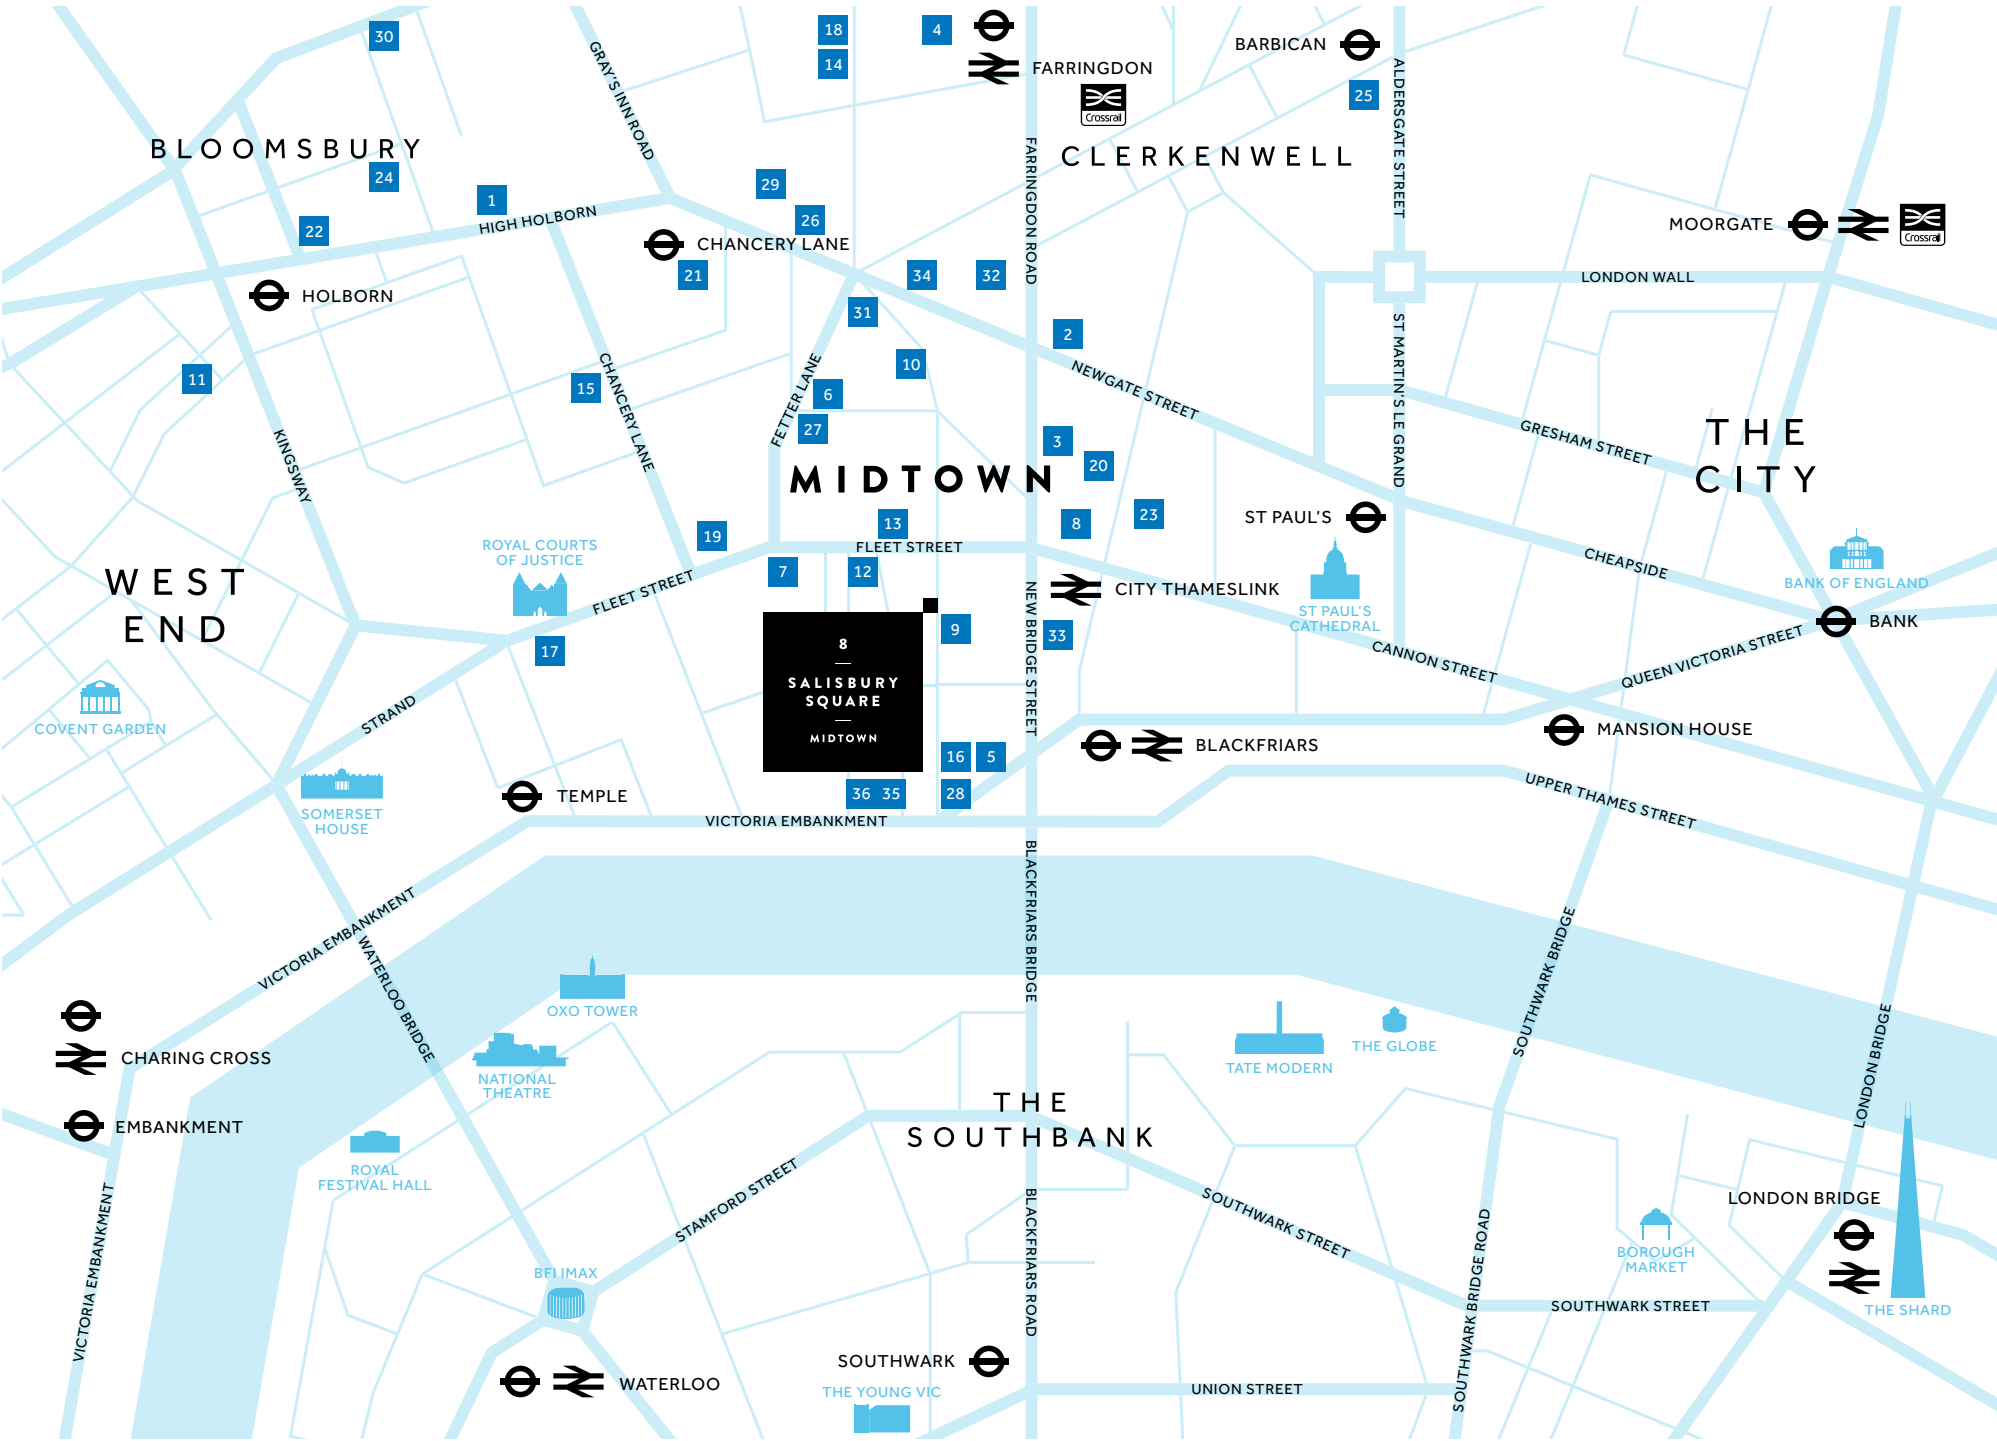 30
18
4
14
FARRINGDON
Crossrail
BARBICAN
25
GRAY'S INN ROAD
ALDERSGATE STREET
BLOOMSBURY
24
1
22
HIGH HOLBORN
29
26
CHANCERY LANE
21
FARRINGDON ROAD
CLERKENWELL
MOORGATE
Crossrail
HOLBORN
34
32
31
2
LONDON WALL
11
15
CHANCERY LANE
FETTER LANE
10
6
27
NEWGATE STREET
ST MARTIN'S LE GRAND
GRESHAM STREET
THE
CITY
KINGSWAY
MIDTOWN
3
20
23
8
ST PAUL'S
19
13
FLEET STREET
7
12
ROYAL COURTS
OF JUSTICE
FLEET STREET
17
WEST
END
CITY THAMESLINK
ST PAUL'S
CATHEDRAL
CHEAPSIDE
BANK OF ENGLAND
BANK
8
SALISBURY
SQUARE
MIDTOWN
9
NEW BRIDGE STREET
33
CANNON STREET
QUEEN VICTORIA STREET
COVENT GARDEN
STRAND
MANSION HOUSE
BLACKFRIARS
16
5
SOMERSET
HOUSE
TEMPLE
36
35
28
VICTORIA EMBANKMENT
UPPER THAMES STREET
VICTORIA EMBANKMENT
WATERLOO BRIDGE
BLACKFRIARS BRIDGE
SOUTHWARK BRIDGE
LONDON BRIDGE
OXO TOWER
NATIONAL
THEATRE
CHARING CROSS
EMBANKMENT
TATE MODERN
THE GLOBE
THE
SOUTHBANK
ROYAL
FESTIVAL HALL
STAMFORD STREET
VICTORIA EMBANKMENT
BLACKFRIARS ROAD
SOUTHWARK STREET
SOUTHWARK BRIDGE ROAD
LONDON BRIDGE
BOROUGH
MARKET
BFI IMAX
SOUTHWARK STREET
THE SHARD
WATERLOO
SOUTHWARK
THE YOUNG VIC
UNION STREET